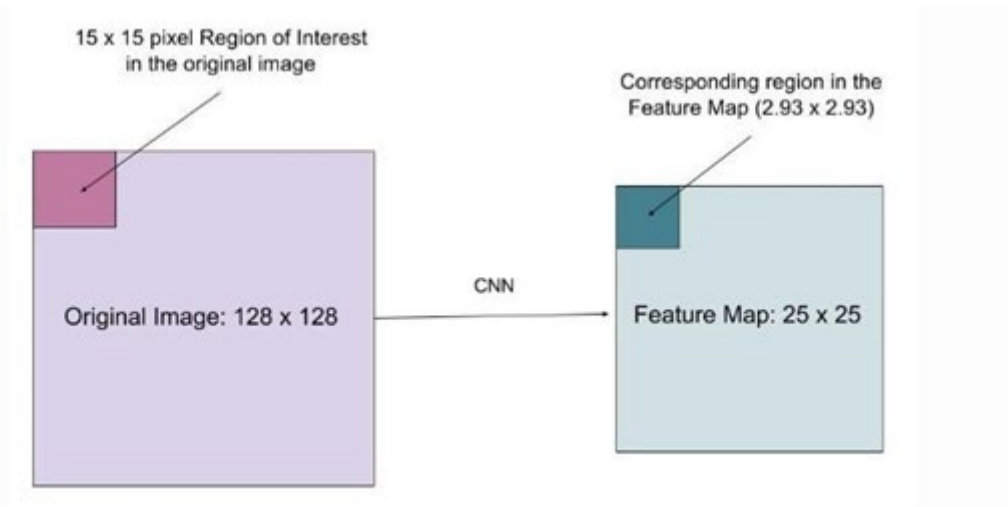 15 x 15 pixel Region of Interest
in the original image
Corresponding region in the
Feature Map (2.93 x 2.93)
CNN
Original Image: 128 x 128
Feature Map: 25 x 25